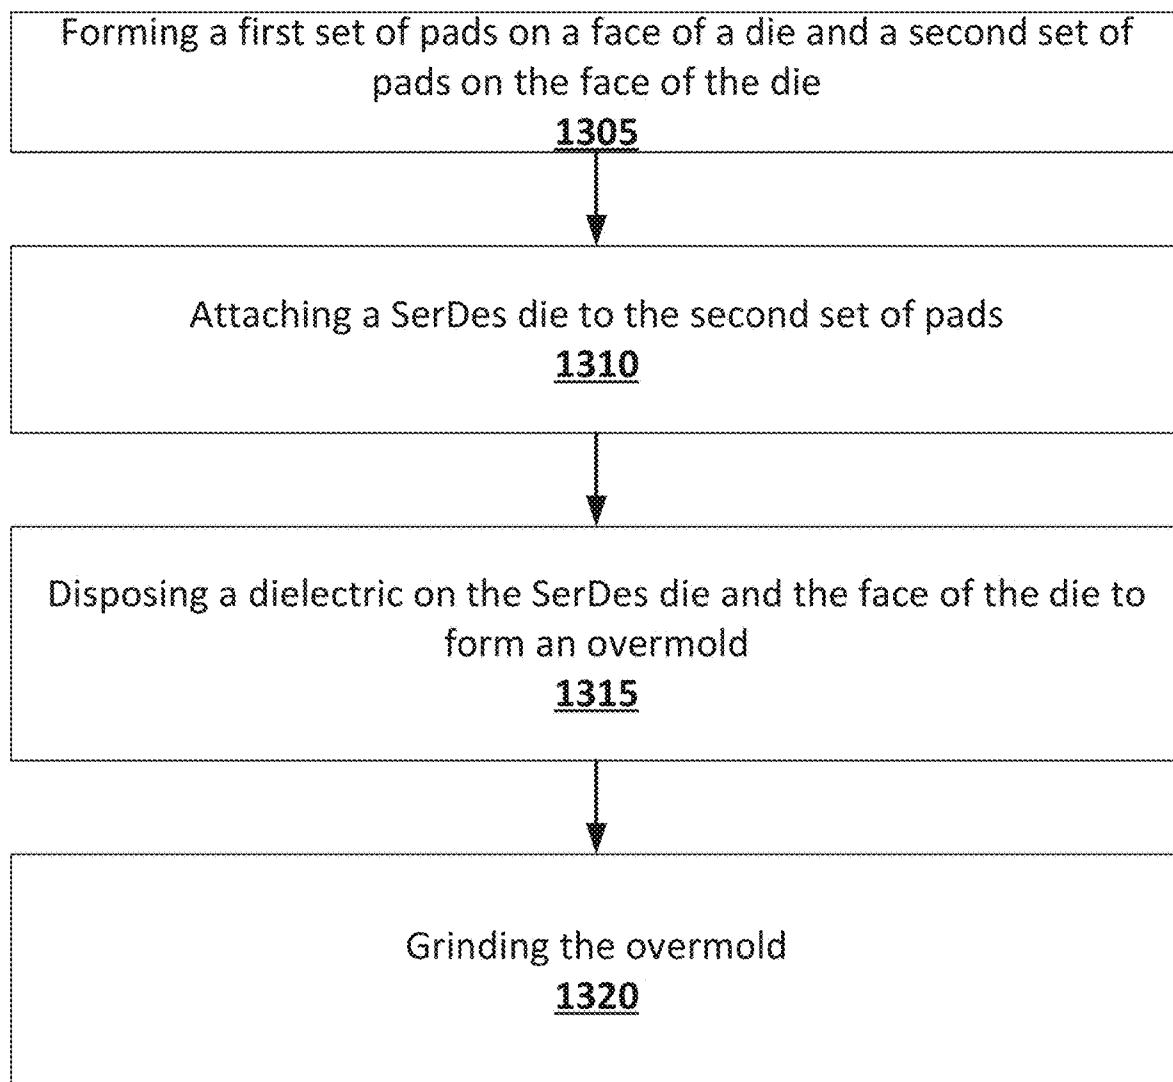 Forming a first set of pads on a face of a die and a second set of
pads on the face of the die
1305
Attaching a SerDes die to the second set of pads
1310
Disposing a dielectric on the SerDes die and the face of the die to
form an overmold
1315
Grinding the overmold
1320